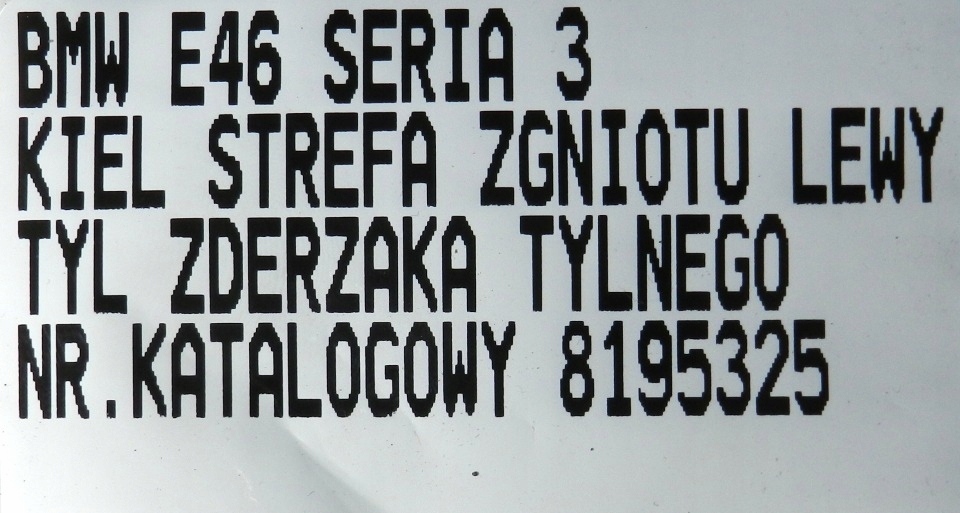 BMW E46 SERIA 3
KIEL STREFA ZGNIOTU LEWY
TYL ZDERZAKA TYLNEGO
NR.KATALOGOWY 8195325